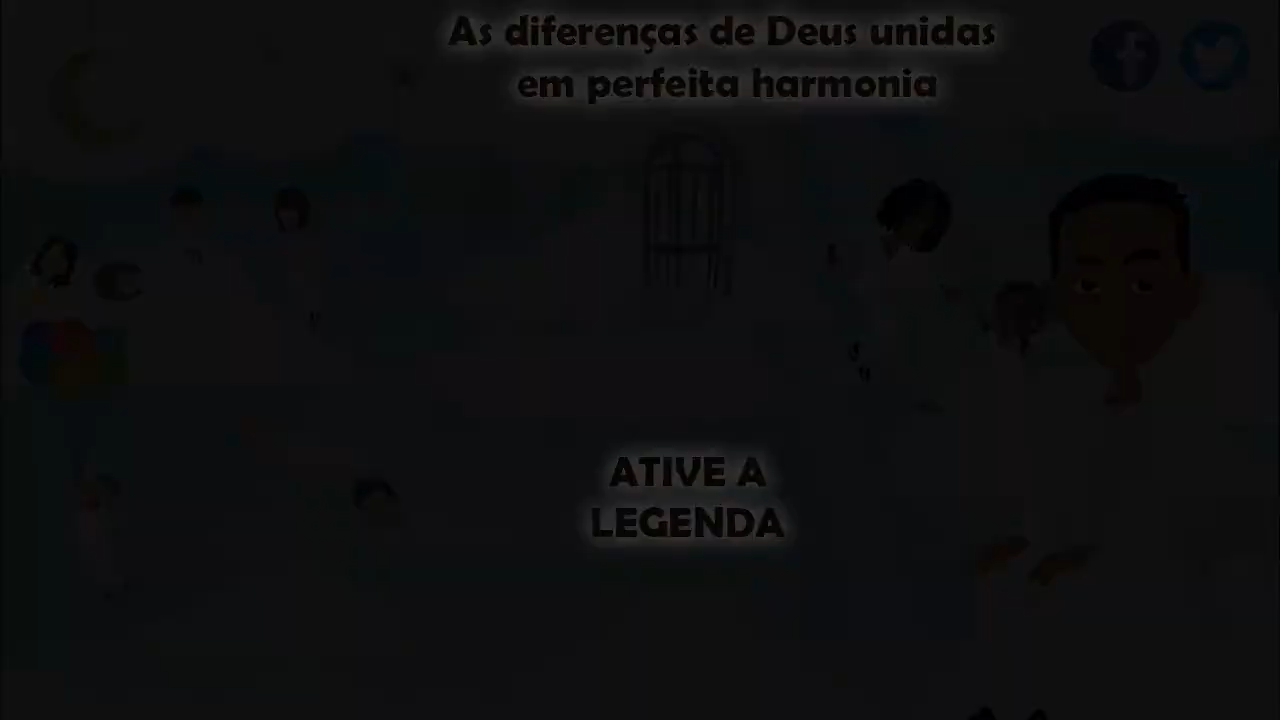 As diferenças de Deus unidas
em perfeita harmonia
ATIVE A
LEGENDA